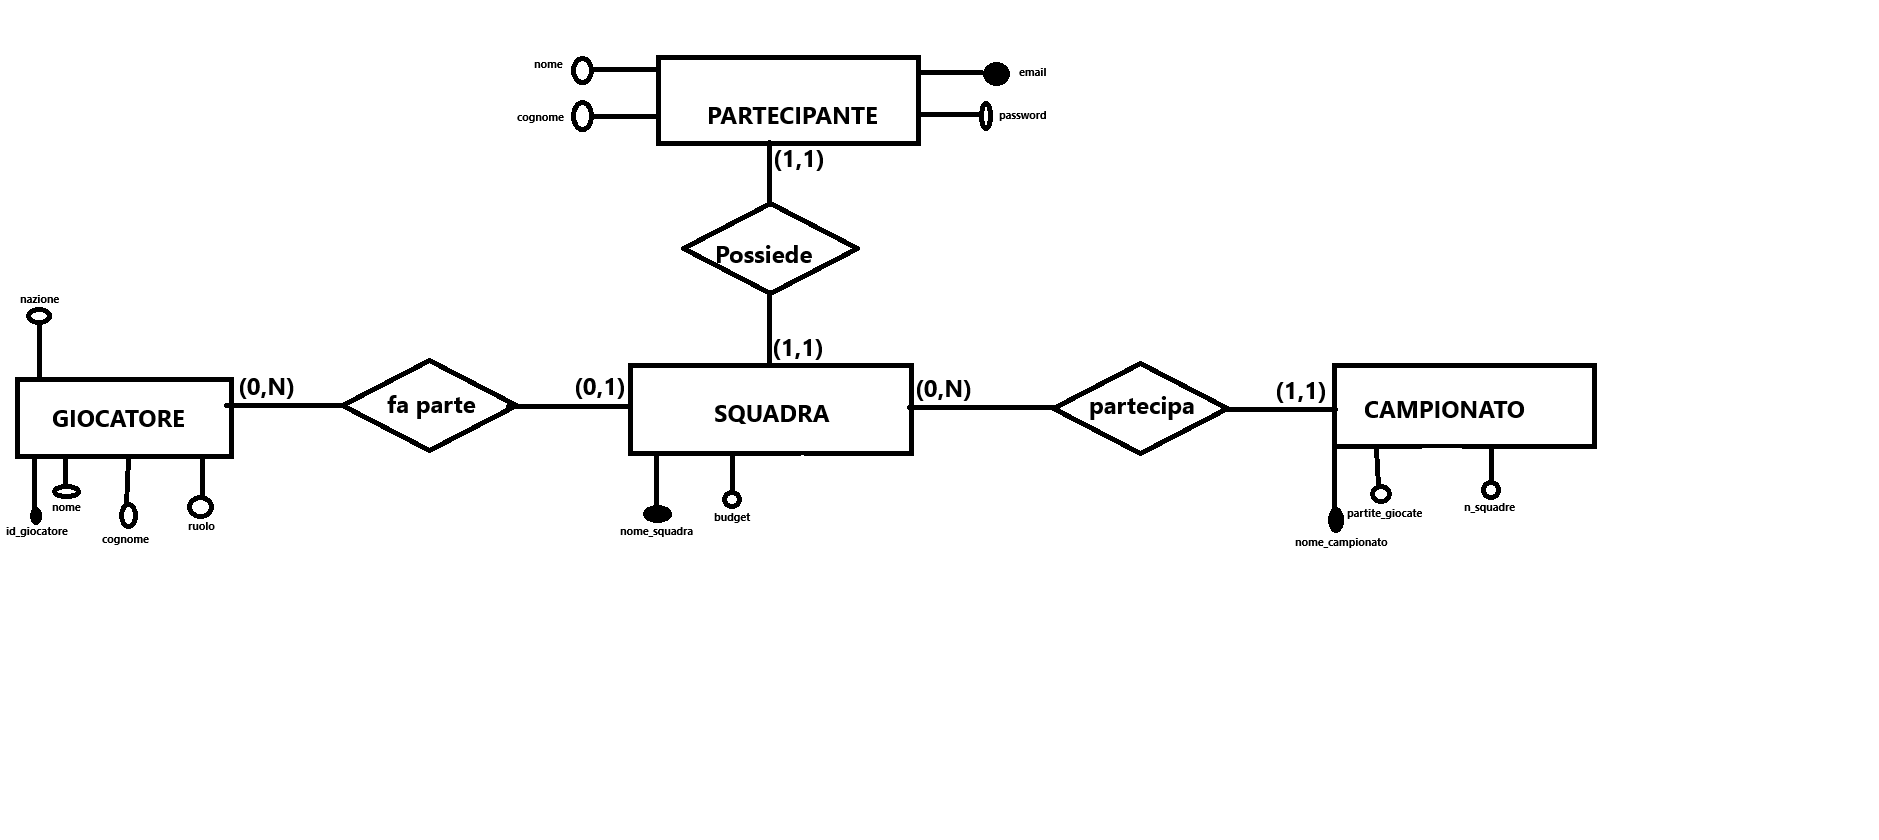 nome
email
cognome
PARTECIPANTE
password
(1,1)
Possiede
nazione
(1,1)
(0,N)
(0,1)
(0,N)
(1,1)
GIOCATORE
fa parte
SQUADRA
partecipa
CAMPIONATO
nome
id_giocatore
cognome
ruolo
nome_squadra
budget
partite_giocate
n_squadre
nome_campionato